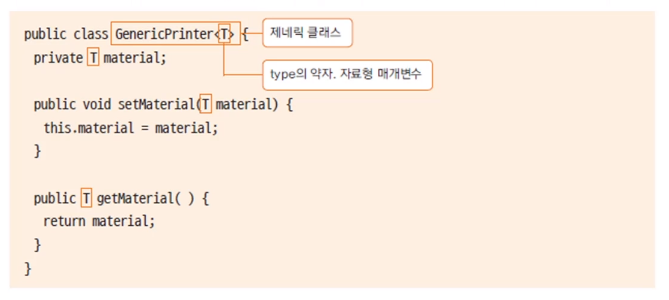 public class GenericPrinter<T> {
제네릭 클래스
private T material;
type의 약자. 자료형 매개변수
public void setMaterial(T material) {
this.material = material;
}
public T getMaterial( ) {
return material;
}
}